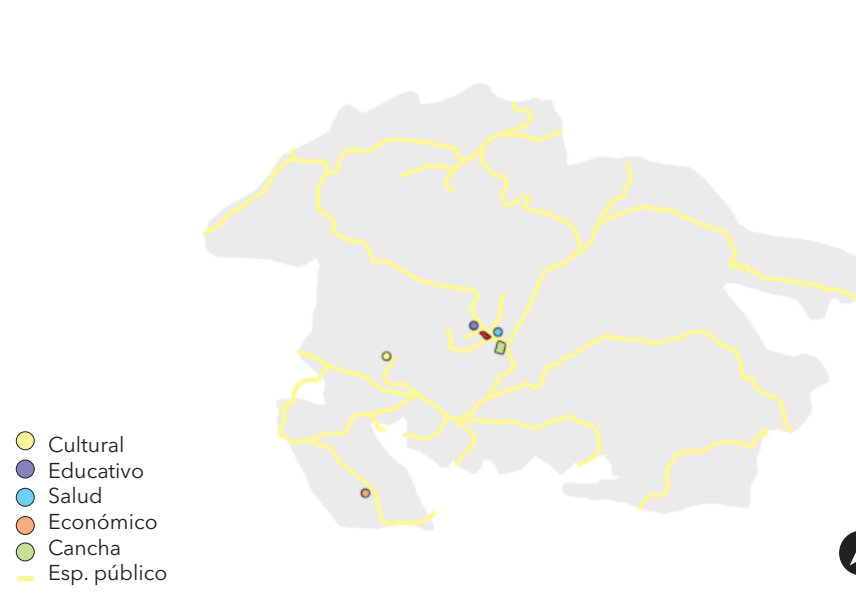 Cultural
Educativo
Salud
Económico
Cancha
Esp. público